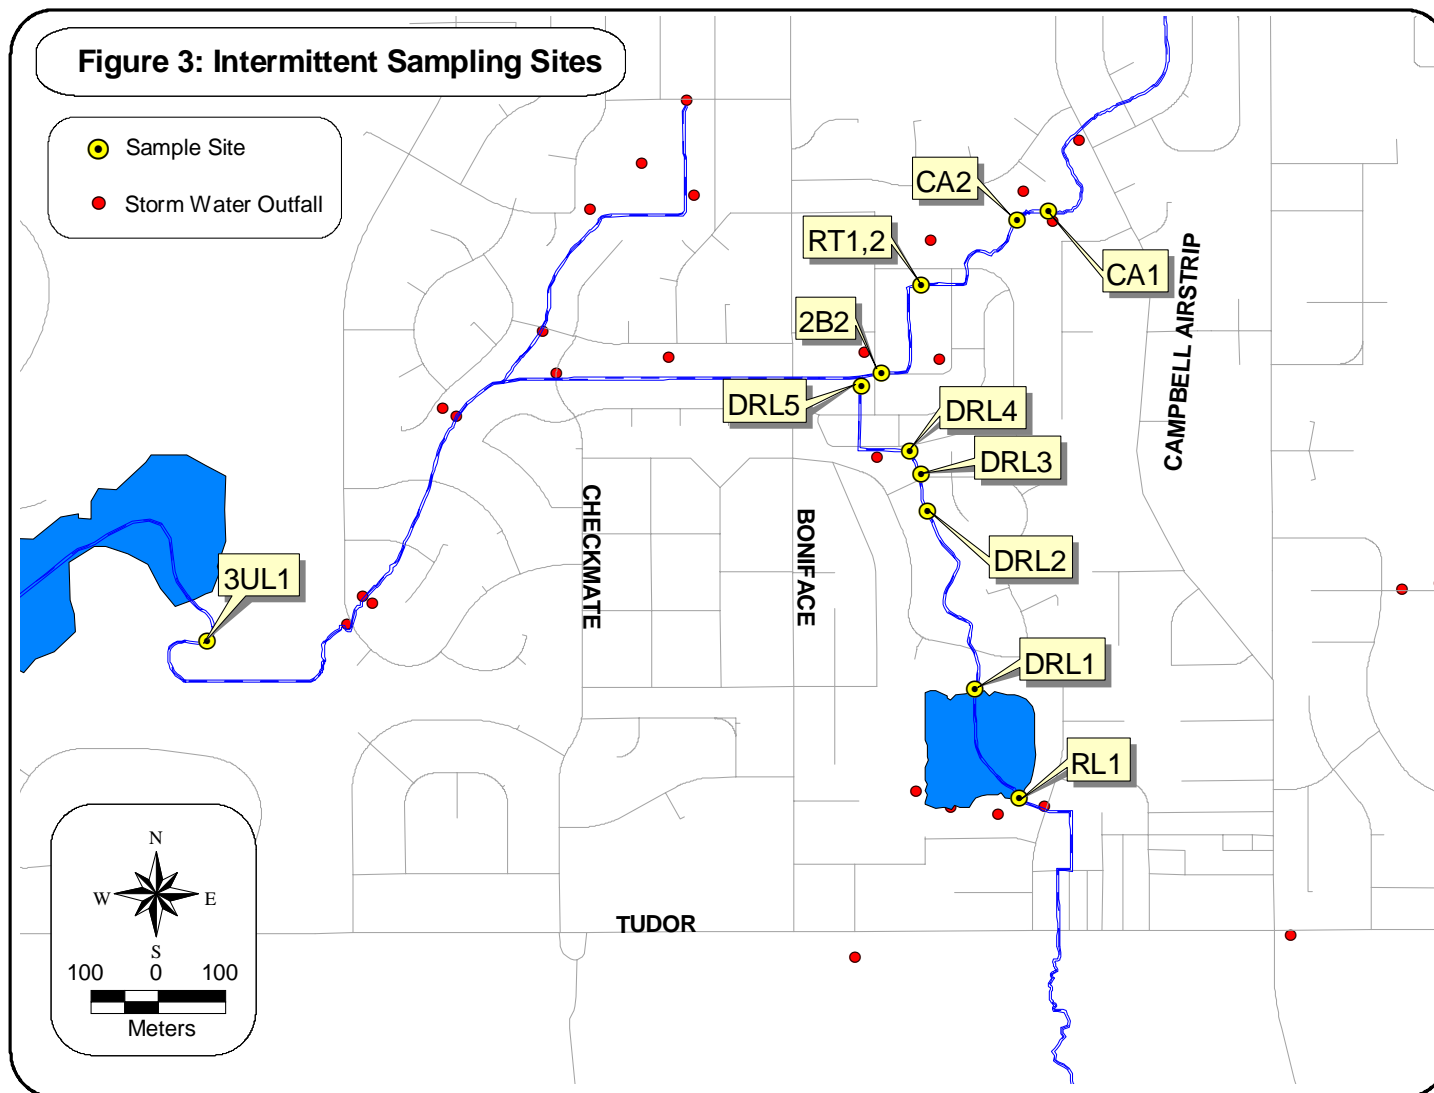 Figure 3: Intermittent Sampling Sites
Sample Site
Storm Water Outfall
CA2
RT1,2
CA1
2B2
DRL5
DRL4
DRL3
DRL2
3UL1
DRL1
RL1
CAMPBELL AIRSTRIP
CHECKMATE
BONIFACE
TUDOR
N
W E
S
100 0 100
Meters